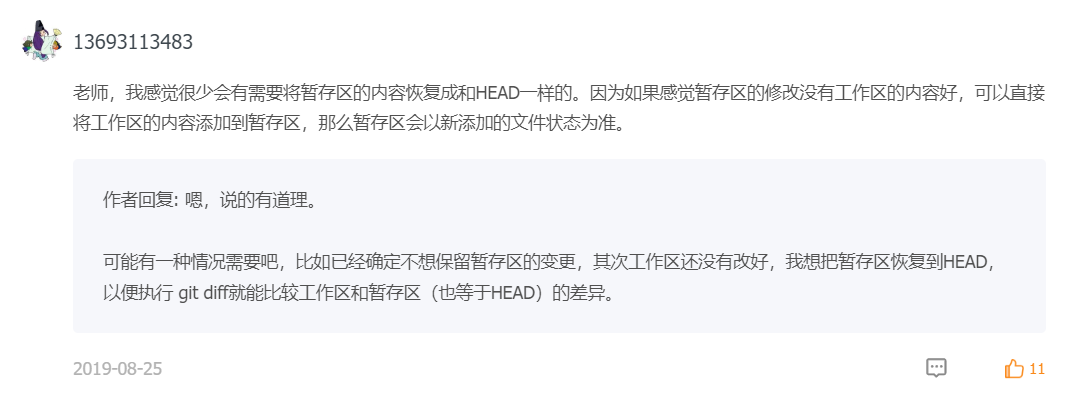 13693113483
老师，我感觉很少会有需要将暂存区的内容恢复成和HEAD一样的。因为如果感觉暂存区的修改没有工作区的内容好，可以直接
将工作区的内容添加到暂存区，那么暂存区会以新添加的文件状态为准。
作者回复: 嗯，说的有道理。
可能有一种情况需要吧，比如已经确定不想保留暂存区的变更，其次工作区还没有改好，我想把暂存区恢复到HEAD，
以便执行 git diff就能比较工作区和暂存区（也等于HEAD）的差异。
2019-08-25
11